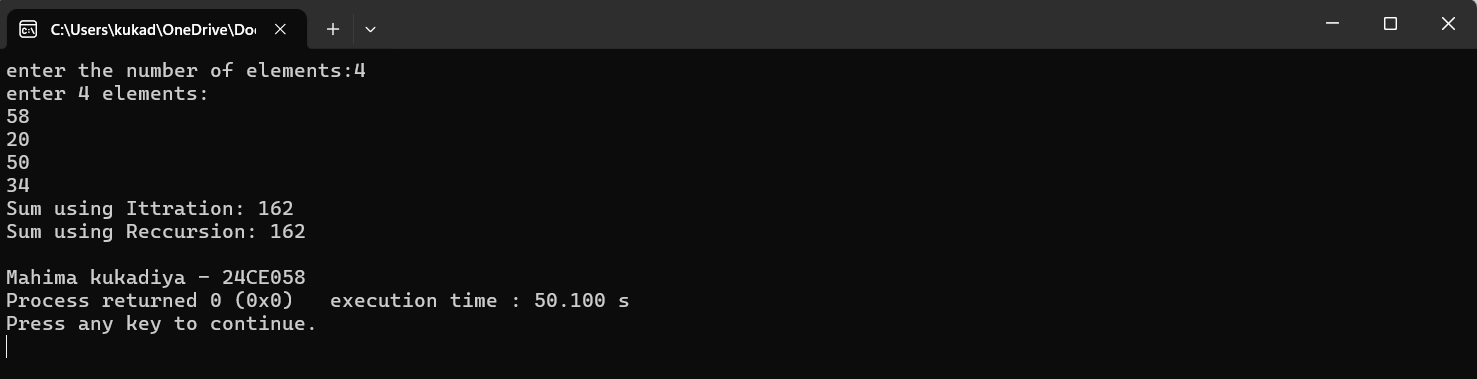 C:\Users\kukad\OneDrive\Doc
enter the number of elements:4
enter 4 elements:
58
20
50
34
Sum using Ittration: 162
Sum using Reccursion: 162
Mahima kukadiya - 24CE058
Process returned 0 (0x0)   execution time : 50.100 s
Press any key to continue.